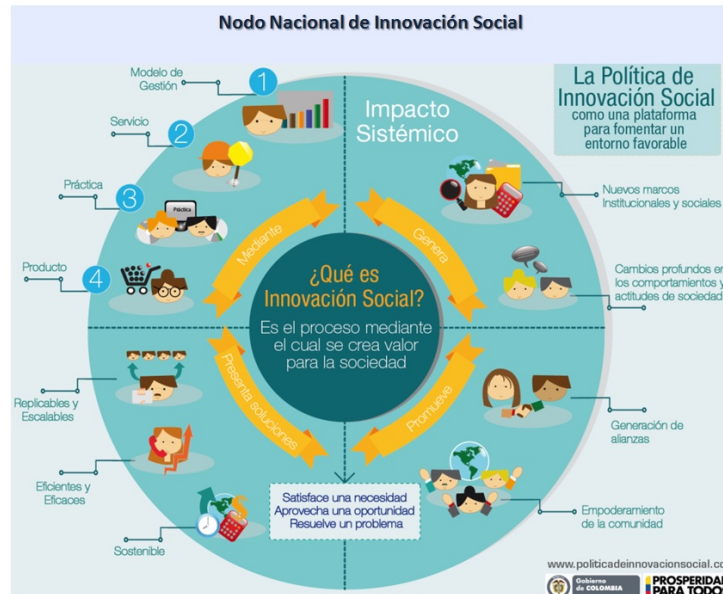 Nodo Nacional de Innovación Social
La Política de
Innovación Social
como una plataforma
para fomentar un
entorno favorable
Impacto
Sistémico
Modelo de
Gestión
1
Servicio
2
Práctica
3
Práctica
Producto
4
Mediante
Genera
Nuevos marcos
Institucionales y sociales
Cambios profundos en
los comportamientos y
actitudes de sociedad
¿Qué es
Innovación Social?
Es el proceso mediante
el cual se crea valor
para la sociedad
Presenta soluciones
Promueve
Replicables y
Escalables
Eficientes y
Eficaces
Sostenible
Generación de
alianzas
Empoderamiento
de la comunidad
Satisface una necesidad
Aprovecha una oportunidad
Resuelve un problema
www.politicadeinnovacionsocial.co
Gobierno
de COLOMBIA
PROSPERIDAD
PARA TODOS